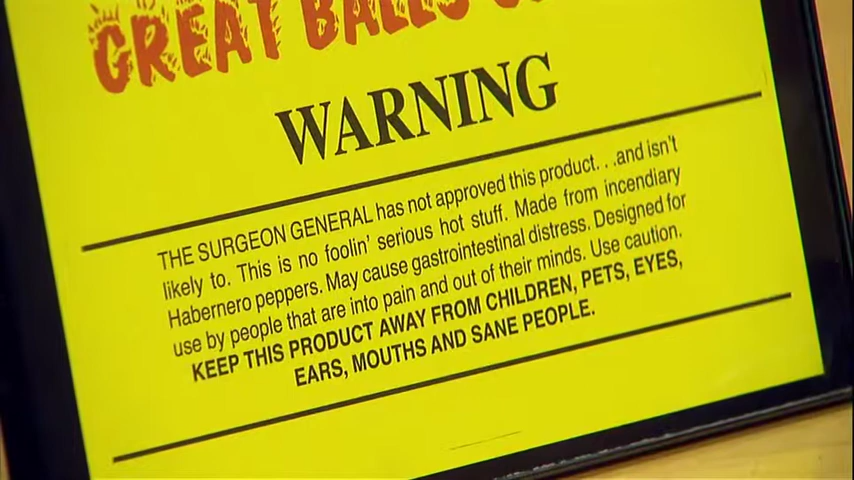 GREAT BALLS
WARNING
THE SURGEON GENERAL has not approved this product. . .and isn't
likely to. This is no foolin' serious hot stuff. Made from incendiary
Habernero peppers. May cause gastrointestinal distress. Designed for
use by people that are into pain and out of their minds. Use caution.
KEEP THIS PRODUCT AWAY FROM CHILDREN, PETS, EYES,
EARS, MOUTHS AND SANE PEOPLE.